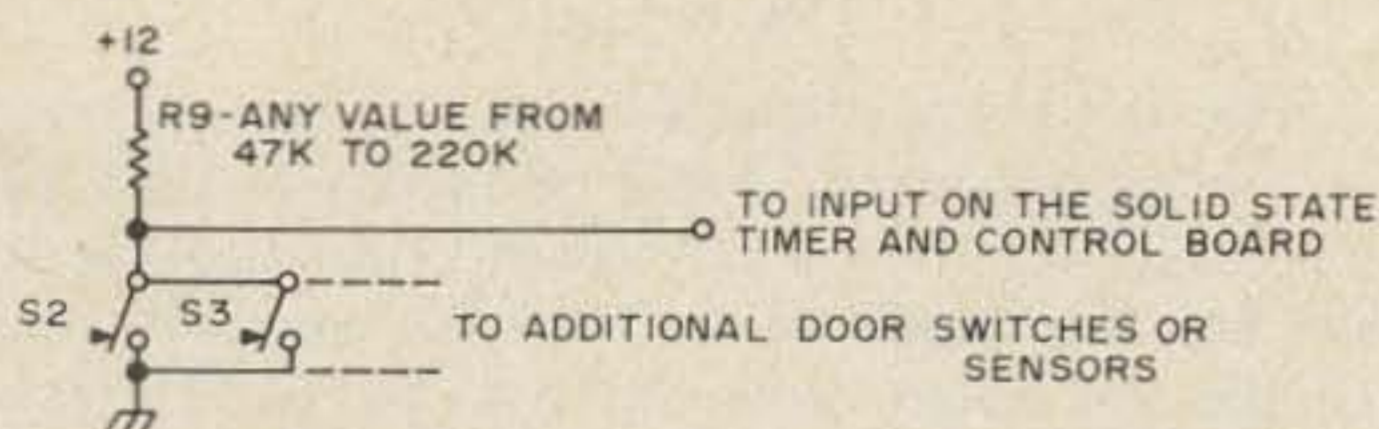 +12
R9-ANY VALUE FROM
47K TO 220K
TO INPUT ON THE SOLID STATE
TIMER AND CONTROL BOARD
S2
S3
TO ADDITIONAL DOOR SWITCHES OR
SENSORS